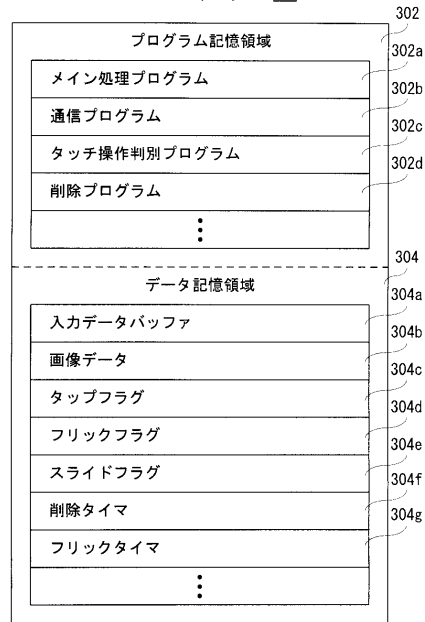 302
プログラム記憶領域
302a
メイン処理プログラム
302b
通信プログラム
302c
タッチ操作判別プログラム
302d
削除プログラム
304
データ記憶領域
304a
入力データバッファ
304b
画像データ
304c
タップフラグ
304d
フリックフラグ
304e
スライドフラグ
304f
削除タイマ
304g
フリックタイマ